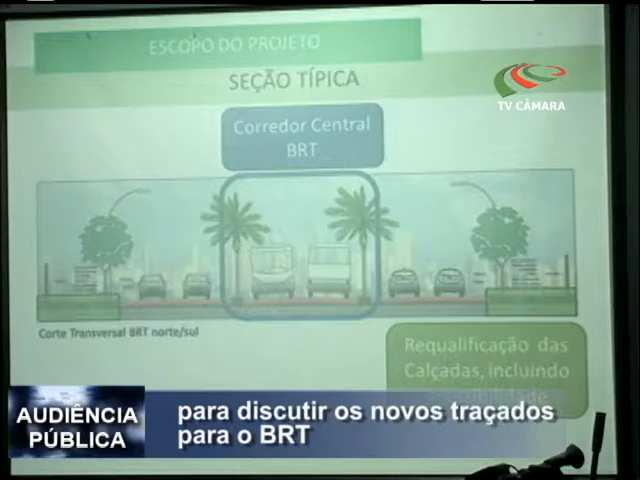 ESCOPO DO PROJETO
SEÇÃO TÍPICA
TV CÂMARA
Corredor Central
BRT
Corte Transversal BRT norte/sul
Requalificação das
Calçadas, incluindo
AUDIÊNCIA
PÚBLICA
para discutir os novos traçados
para o BRT